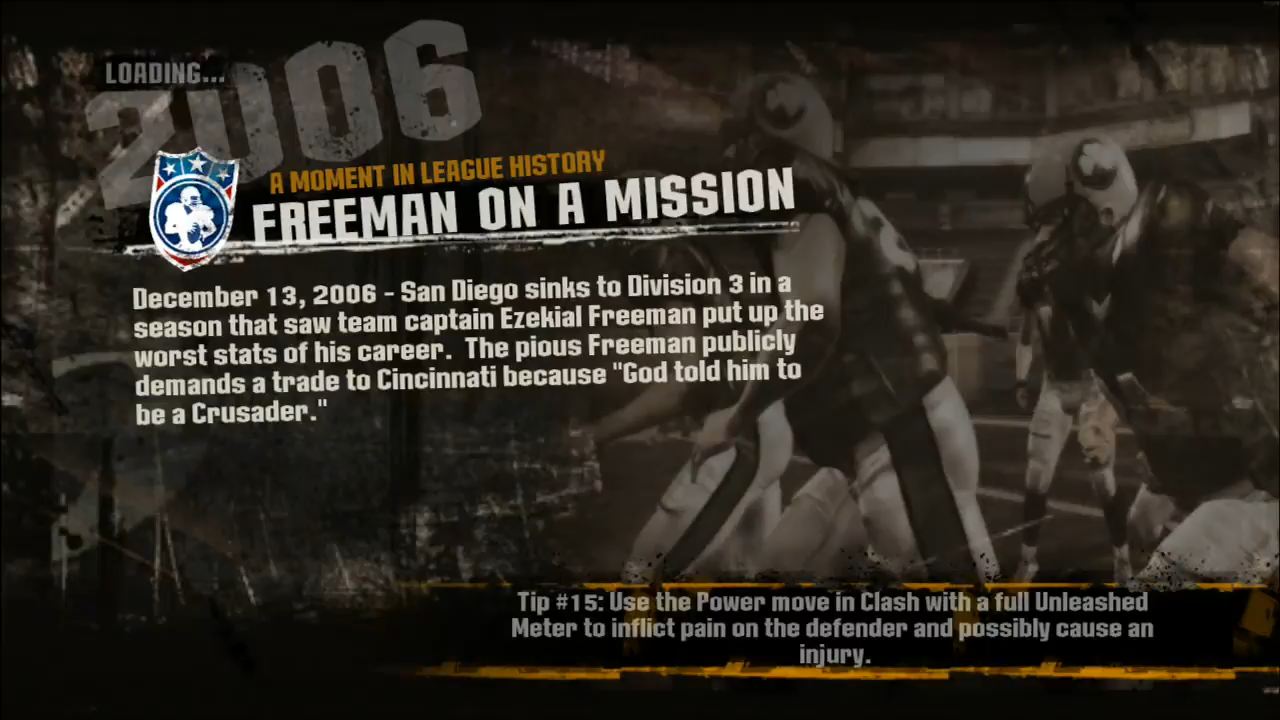 LOADING...
2006
A MOMENT IN LEAGUE HISTORY
FREEMAN ON A MISSION
December 13, 2006 - San Diego sinks to Division 3 in a
season that saw team captain Ezekial Freeman put up the
worst stats of his career.  The pious Freeman publicly
demands a trade to Cincinnati because "God told him to
be a Crusader."
Tip #15: Use the Power move in Clash with a full Unleashed
Meter to inflict pain on the defender and possibly cause an
injury.